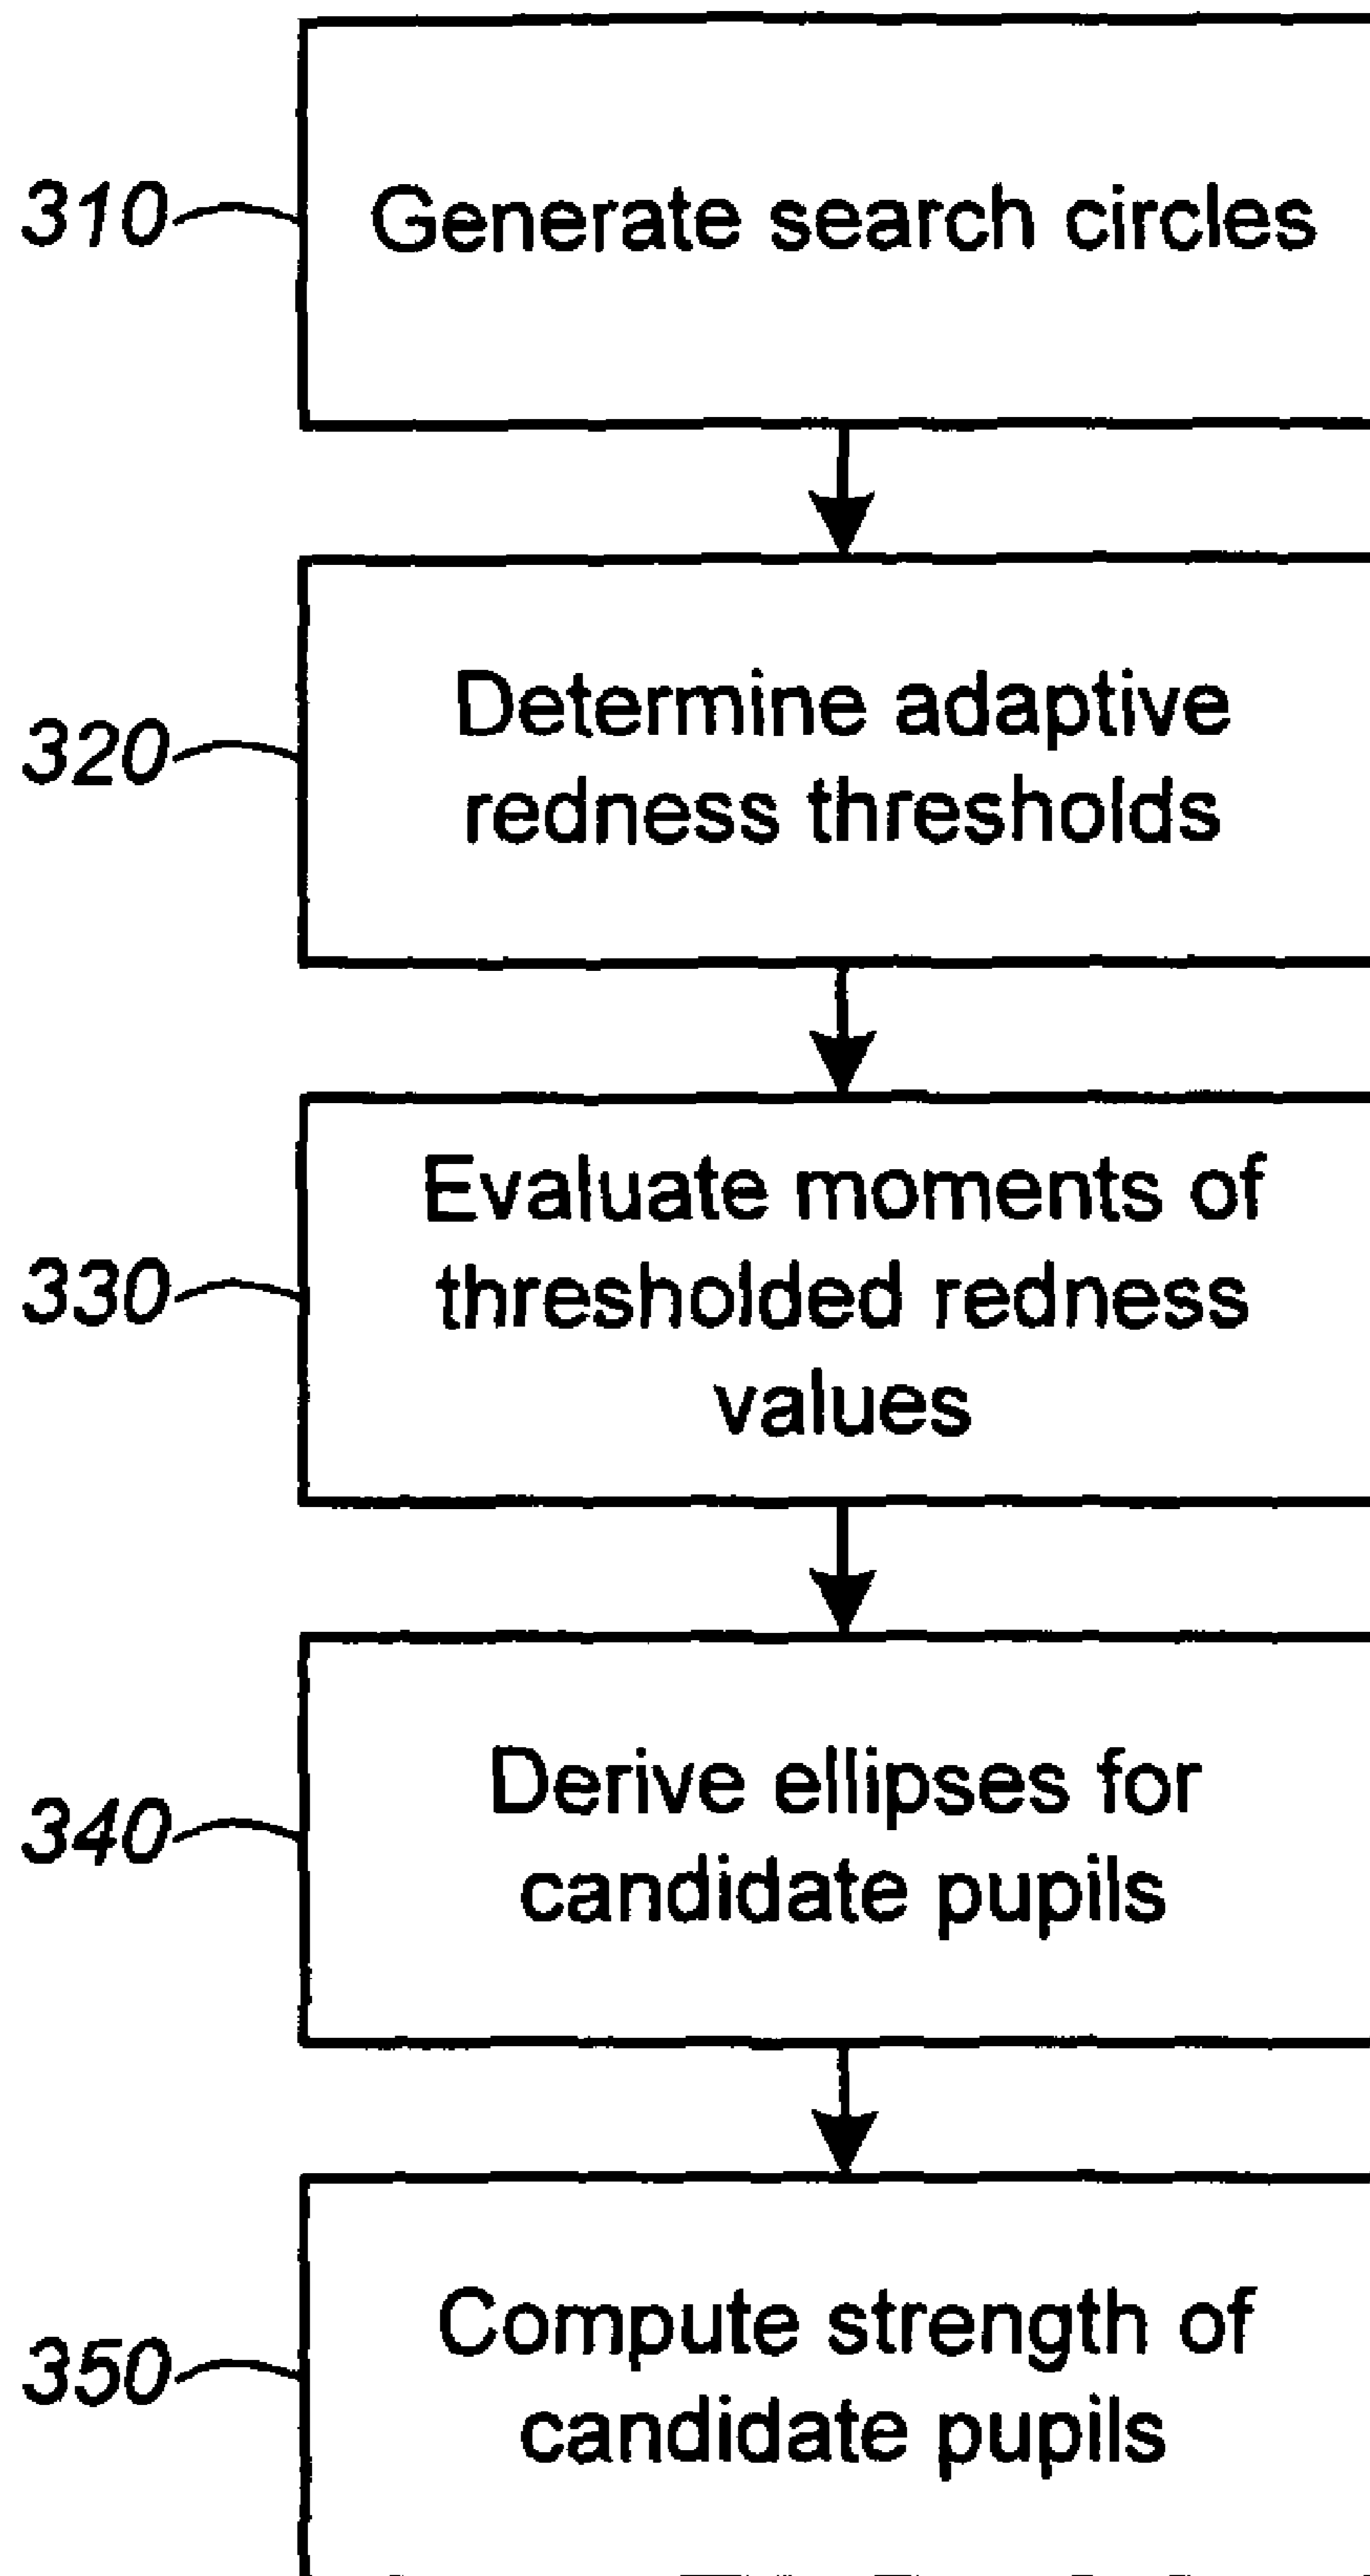 310
Generate search circles
320
Determine adaptive
redness thresholds
330
Evaluate moments of
thresholded redness
values
340
Derive ellipses for
candidate pupils
350
Compute strength of
candidate pupils